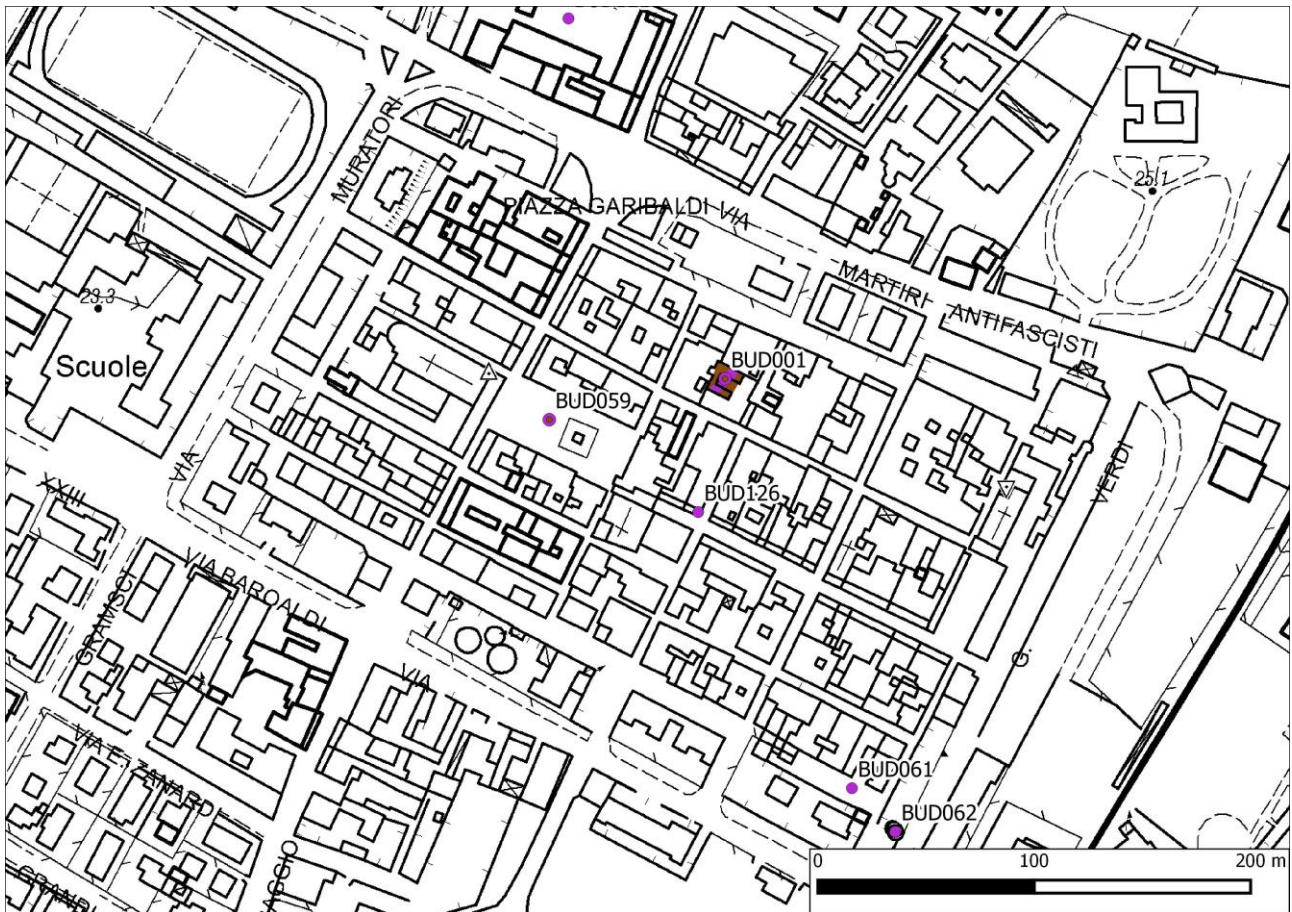 MURATORI
PIAZZA GARIBALDI VIA
25.1
MARTIRI ANTIFASCISTI
23.3
Scuole
BUD001
BUD059
VERDI
VIA
BUD126
XXIII
VIA BAROALDI
GRAMSCI
G.
VIA
VIA F. ZANARDI
BUD061
BUD062
0 100 200 m